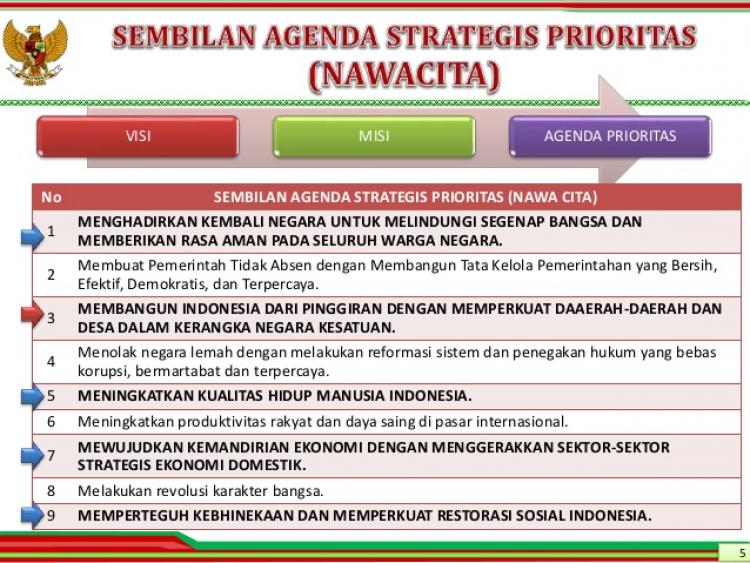 SEMBILAN AGENDA STRATEGIS PRIORITAS
(NAWACITA)
VISI
MISI
AGENDA PRIORITAS
No SEMBILAN AGENDA STRATEGIS PRIORITAS (NAWA CITA)
1 MENGHADIRKAN KEMBALI NEGARA UNTUK MELINDUNGI SEGENAP BANGSA DAN
MEMBERIKAN RASA AMAN PADA SELURUH WARGA NEGARA.
2 Membuat Pemerintah Tidak Absen dengan Membangun Tata Kelola Pemerintahan yang Bersih,
Efektif, Demokratis, dan Terpercaya.
3 MEMBANGUN INDONESIA DARI PINGGIRAN DENGAN MEMPERKUAT DAAERAH-DAERAH DAN
DESA DALAM KERANGKA NEGARA KESATUAN.
4 Menolak negara lemah dengan melakukan reformasi sistem dan penegakan hukum yang bebas
korupsi, bermartabat dan terpercaya.
5 MENINGKATKAN KUALITAS HIDUP MANUSIA INDONESIA.
6 Meningkatkan produktivitas rakyat dan daya saing di pasar internasional.
7 MEWUJUDKAN KEMANDIRIAN EKONOMI DENGAN MENGGERAKKAN SEKTOR-SEKTOR
STRATEGIS EKONOMI DOMESTIK.
8 Melakukan revolusi karakter bangsa.
9 MEMPERTEGUH KEBHINEKAAN DAN MEMPERKUAT RESTORASI SOSIAL INDONESIA.
5